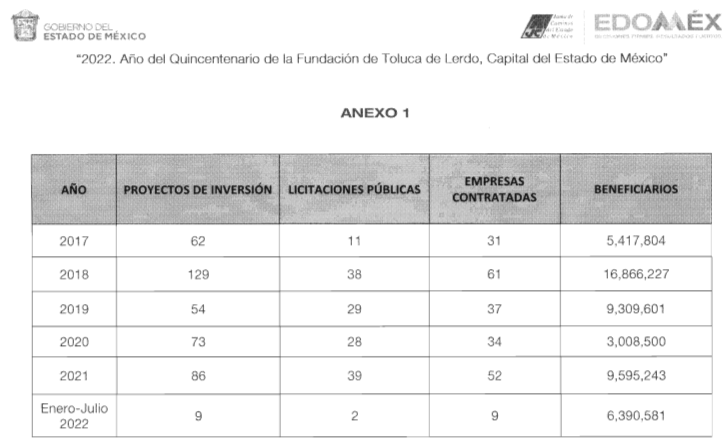 GOBIERNO DEL
ESTADO DE MÉXICO
EDOMÉX
“2022. Año del Quincentenario de la Fundación de Toluca de Lerdo, Capital del Estado de México”
ANEXO 1
AÑO PROYECTOS DE INVERSIÓN LICITACIONES PÚBLICAS EMPRESAS CONTRATADAS BENEFICIARIOS
2017 62 11 31 5,417,804
2018 129 38 61 16,866,227
2019 54 29 37 9,309,601
2020 73 28 34 3,008,500
2021 86 39 52 9,595,243
Enero-Julio 2022 9 2 9 6,390,581